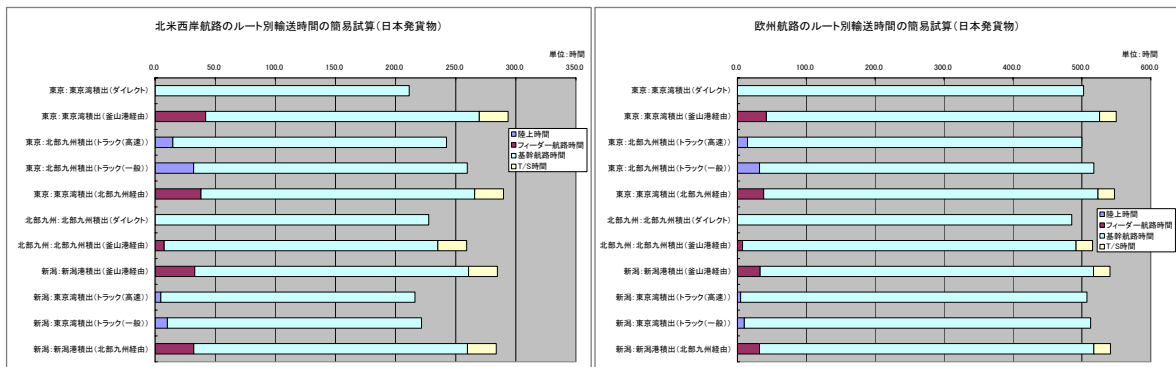 北米西岸航路のルート別輸送時間の簡易試算(日本発貨物)
単位：時間
0.0 50.0 100.0 150.0 200.0 250.0 300.0 350.0
東京：東京湾積出(ダイレクト)
東京：東京湾積出(釜山港経由)
東京：北部九州積出(トラック(高速))
東京：北部九州積出(トラック(一般))
東京：東京湾積出(北部九州経由)
北部九州：北部九州積出(ダイレクト)
北部九州：北部九州積出(釜山港経由)
新潟：新潟港積出(釜山港経由)
新潟：東京湾積出(トラック(高速))
新潟：東京湾積出(トラック(一般))
新潟：新潟港積出(北部九州経由)
陸上時間
フィーダー航路時間
基幹航路時間
T/S時間
欧州航路のルート別輸送時間の簡易試算(日本発貨物)
単位：時間
0.0 100.0 200.0 300.0 400.0 500.0 600.0
東京：東京湾積出(ダイレクト)
東京：東京湾積出(釜山港経由)
東京：北部九州積出(トラック(高速))
東京：北部九州積出(トラック(一般))
東京：東京湾積出(北部九州経由)
北部九州：北部九州積出(ダイレクト)
北部九州：北部九州積出(釜山港経由)
新潟：新潟港積出(釜山港経由)
新潟：東京湾積出(トラック(高速))
新潟：東京湾積出(トラック(一般))
新潟：新潟港積出(北部九州経由)
陸上時間
フィーダー航路時間
基幹航路時間
T/S時間